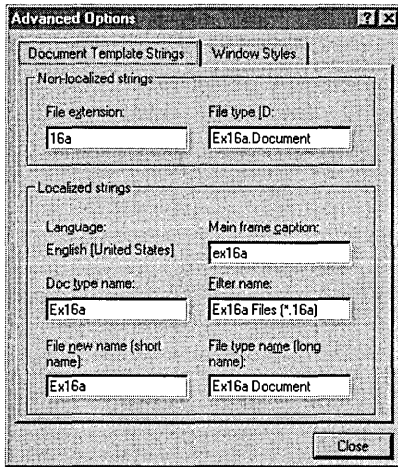 Advanced Options
Document Template Strings Window Styles
Non-localized strings
File extension: File type ID:
16a Ex16a.Document
Localized strings
Language: Main frame caption:
English (United States) ex16a
Doc type name: Filter name:
Ex16a Ex16a Files (*.16a)
File new name (short name): File type name (long name):
Ex16a Ex16a Document
Close